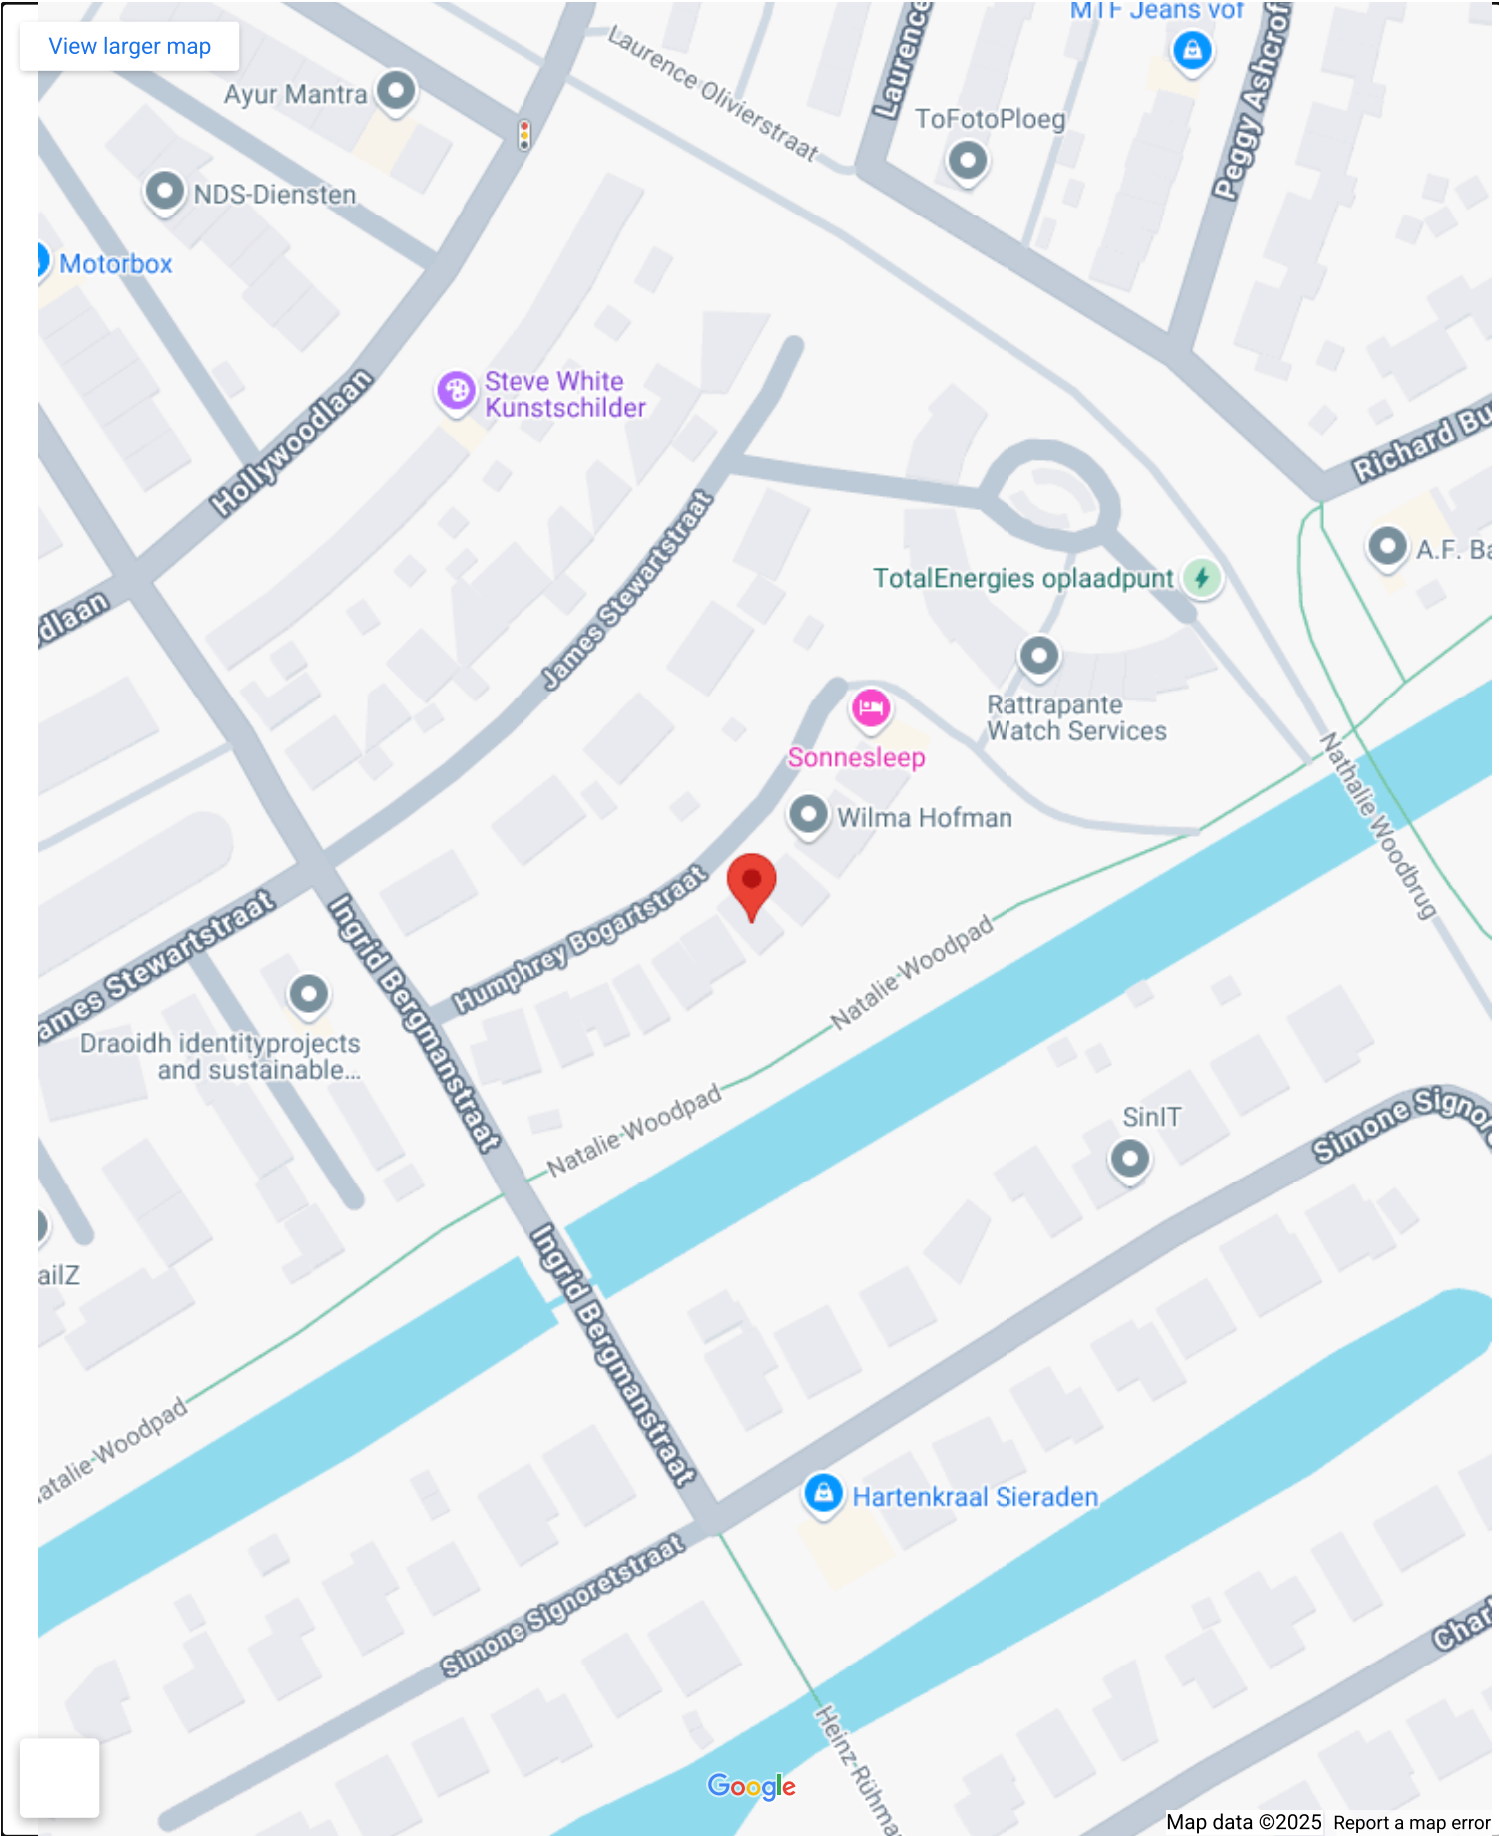 MTF Jeans vof
View larger map
Laurence Olivierstraat
Laurence
Peggy Ashcrof
Ayur Mantra
ToFotoPloeg
NDS-Diensten
Motorbox
Steve White
Kunstschilder
Hollywoodlaan
Richard Bu
James Stewartstraat
A.F. Ba
TotalEnergies oplaadpunt
dlaan
Rattrapante
Watch Services
Sonnesleep
Nathalie Woodbrug
Wilma Hofman
Humphrey Bogartstraat
Ingrid Bergmanstraat
ames Stewartstraat
Natalie-Woodpad
Draoidh identityprojects
and sustainable...
Natalie-Woodpad
SinIT
Simone Signor
ailZ
Ingrid Bergmanstraat
atalie-Woodpad
Hartenkraal Sieraden
Simone Signoretstraat
Charl
Heinz-Rühma
Google
Map data ©2025 Report a map error